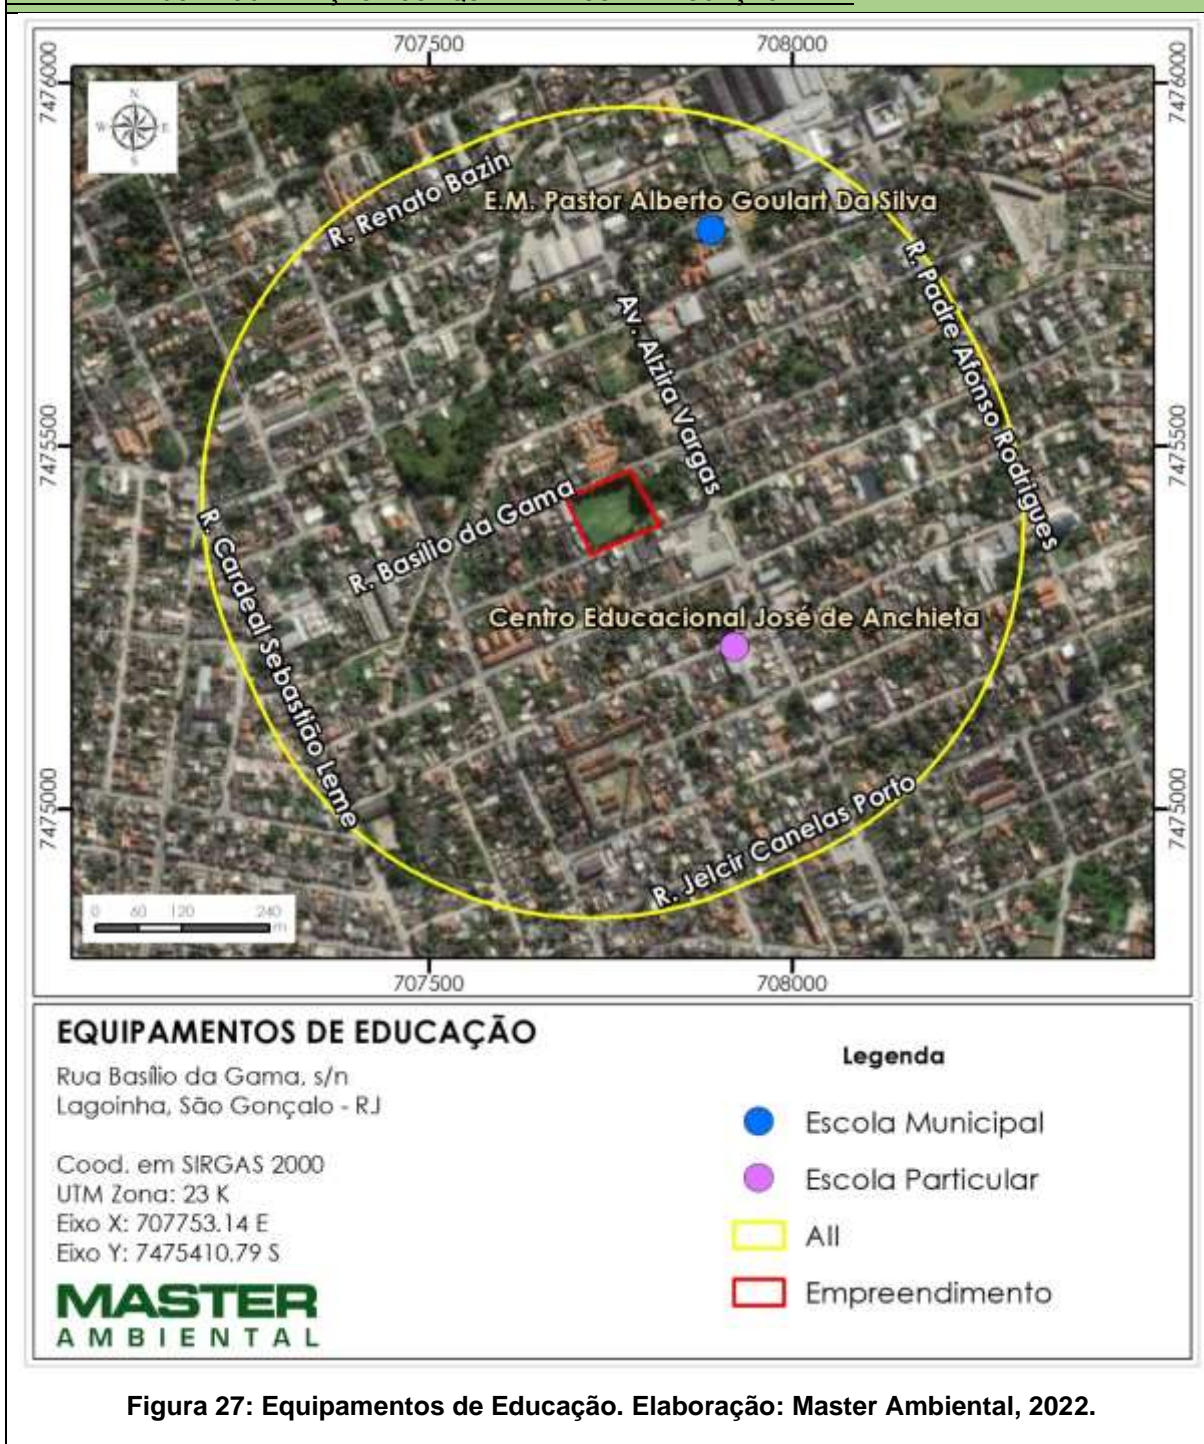 707500 708000
7476000 7476000
N
W E
S
R. Renato Bazin
E.M. Pastor Alberto Goulart Da Silva
R. Padre Afonso Rodrigues
Av. Alzira Vargas
7475500 7475500
R. Basílio da Gama
R. Cardeal Sebastião Leme
Centro Educacional José de Anchieta
7475000 7475000
R. Jelcir Canelas Porto
0 60 120 240
m
707500 708000
EQUIPAMENTOS DE EDUCAÇÃO
Rua Basílio da Gama, s/n
Lagoinha, São Gonçalo - RJ
Cood. em SIRGAS 2000
UTM Zona: 23 K
Eixo X: 707753.14 E
Eixo Y: 7475410.79 S
MASTER
AMBIENTAL
Legenda
Escola Municipal
Escola Particular
AII
Empreendimento
Figura 27: Equipamentos de Educação. Elaboração: Master Ambiental, 2022.